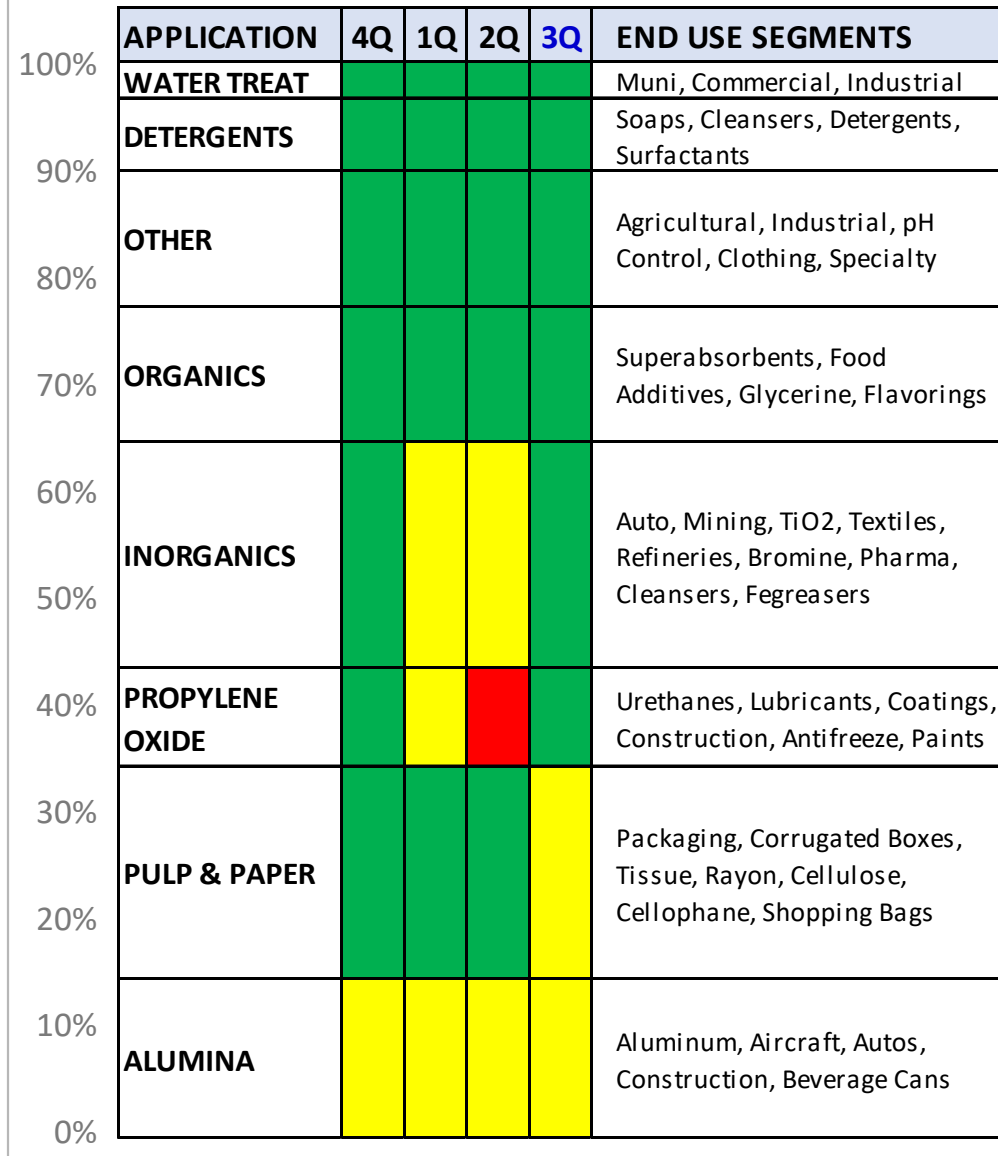 APPLICATION 4Q 1Q 2Q 3Q END USE SEGMENTS
100%
WATER TREAT Muni, Commercial, Industrial
DETERGENTS Soaps, Cleansers, Detergents,
Surfactants
90%
OTHER Agricultural, Industrial, pH
Control, Clothing, Specialty
80%
ORGANICS Superabsorbents, Food
Additives, Glycerine, Flavorings
70%
60%
INORGANICS Auto, Mining, TiO2, Textiles,
Refineries, Bromine, Pharma,
Cleansers, Fegreasers
50%
40%
PROPYLENE Urethanes, Lubricants, Coatings,
OXIDE Construction, Antifreeze, Paints
30%
PULP & PAPER Packaging, Corrugated Boxes,
Tissue, Rayon, Cellulose,
Cellophane, Shopping Bags
20%
10%
ALUMINA Aluminum, Aircraft, Autos,
Construction, Beverage Cans
0%